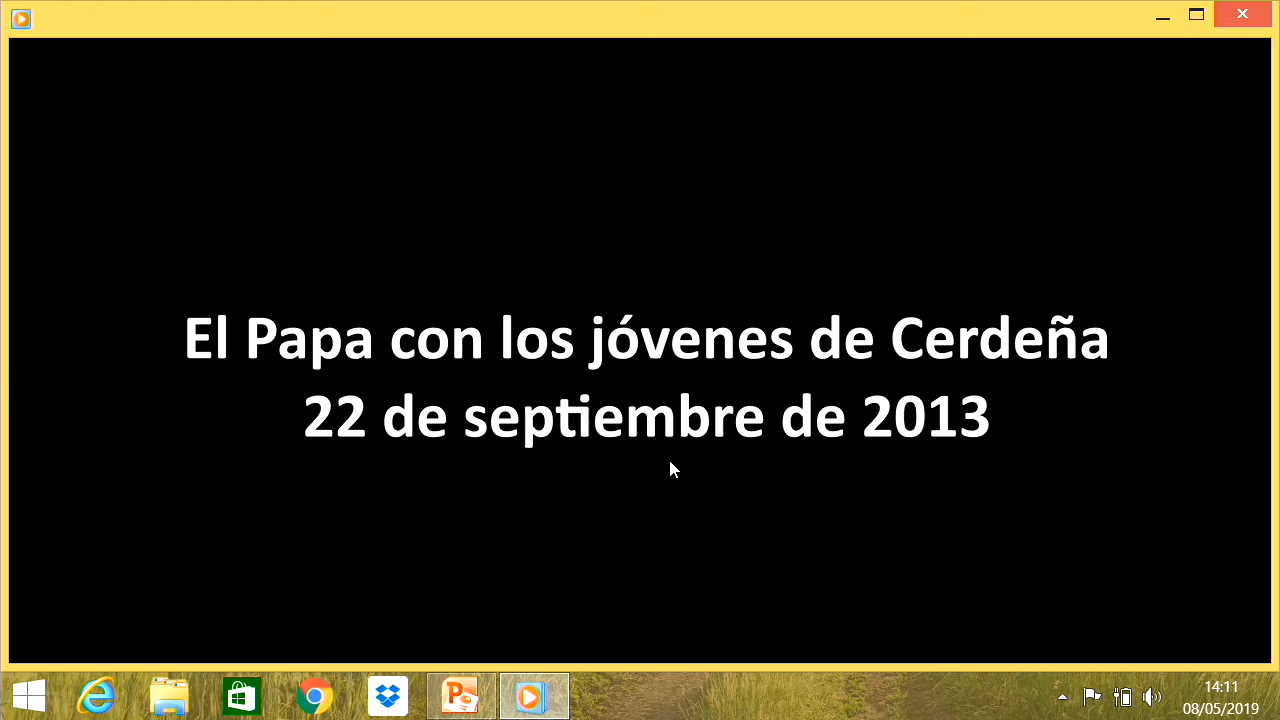 El Papa con los jóvenes de Cerdeña
22 de septiembre de 2013
14:11
08/05/2019